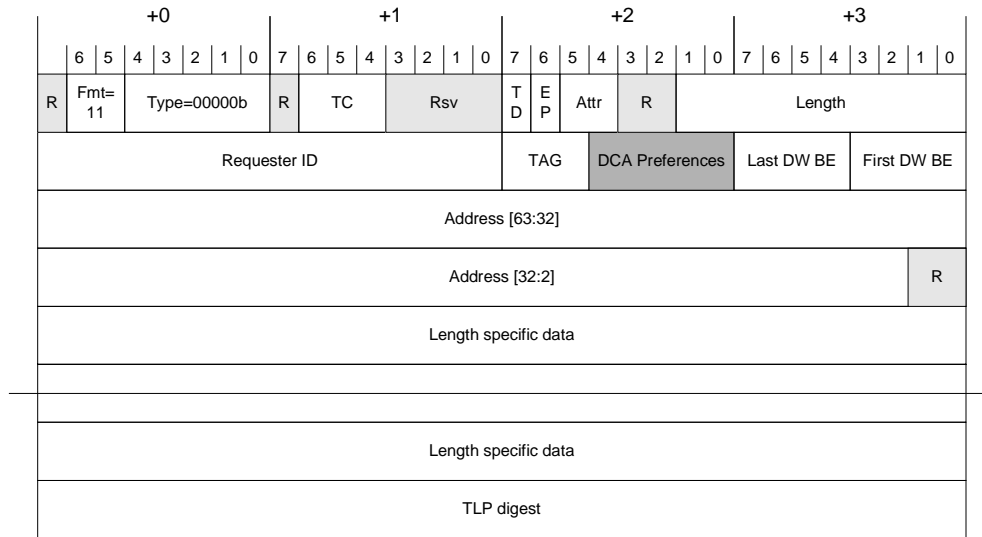 +0 +1 +2 +3
6 5 4 3 2 1 0 7 6 5 4 3 2 1 0 7 6 5 4 3 2 1 0 7 6 5 4 3 2 1 0
R Fmt= 11 Type=00000b R TC Rsv T D E P Attr R Length
Requester ID TAG DCA Preferences Last DW BE First DW BE
Address [63:32]
Address [32:2] R
Length specific data
Length specific data
TLP digest